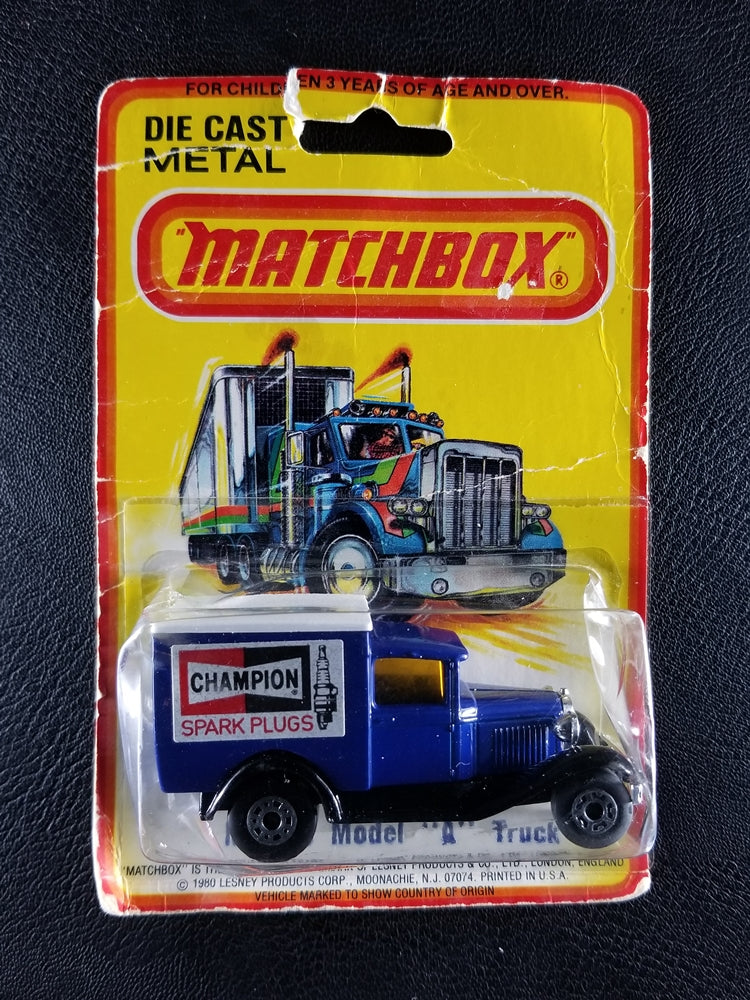 FOR CHILDREN 3 YEARS OF AGE AND OVER.
DIE CAST
METAL
"MATCHBOX"®
CHAMPION®
SPARK PLUGS
Model "A" Truck
"MATCHBOX" IS LESNEY PRODUCTS & CO., LTD., LONDON, ENGLAND
© 1980 LESNEY PRODUCTS CORP., MOONACHIE, N.J. 07074. PRINTED IN U.S.A.
VEHICLE MARKED TO SHOW COUNTRY OF ORIGIN